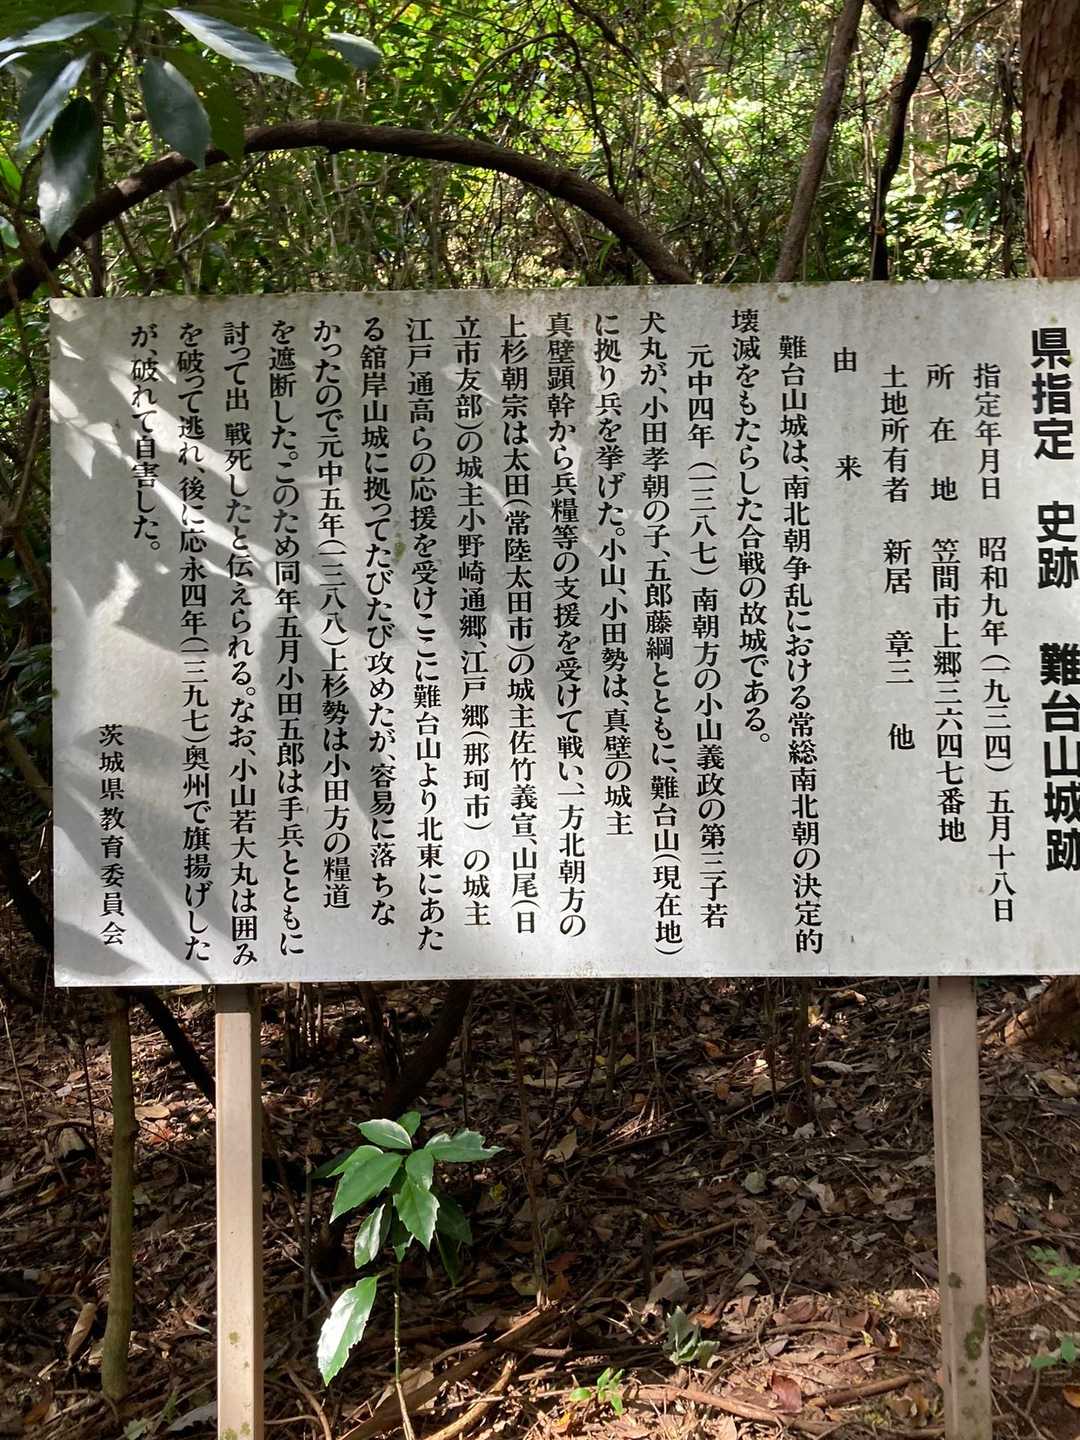 県指定 史跡 難台山城跡
指定年月日 昭和九年(一九三四)五月十八日
所在地 笠間市上郷三六四七番地
土地所有者 新居 章三 他
由来
難台山城は、南北朝争乱における常総南北朝の決定的
壊滅をもたらした合戦の故城である。
元中四年(一三八七)南朝方の小山義政の第三子若
犬丸が、小田孝朝の子、五郎藤綱とともに、難台山(現在地)
に拠り兵を挙げた。小山、小田勢は、真壁の城主
真壁顕幹から兵糧等の支援を受けて戦い、一方北朝方の
上杉朝宗は太田(常陸太田市)の城主佐竹義宣、山尾(日
立市友部)の城主小野崎通郷、江戸郷(那珂市)の城主
江戸通高らの応援を受けここに難台山より北東にあた
る舘岸山城に拠ってたびたび攻めたが、容易に落ちな
かったので元中五年(一三八八)上杉勢は小田方の糧道
を遮断した。このため同年五月小田五郎は手兵とともに
討って出 戦死したと伝えられる。なお、小山若大丸は囲み
を破って逃れ、後に応永四年(一三九七)奥州で旗揚げした
が、破れて自害した。
茨城県教育委員会